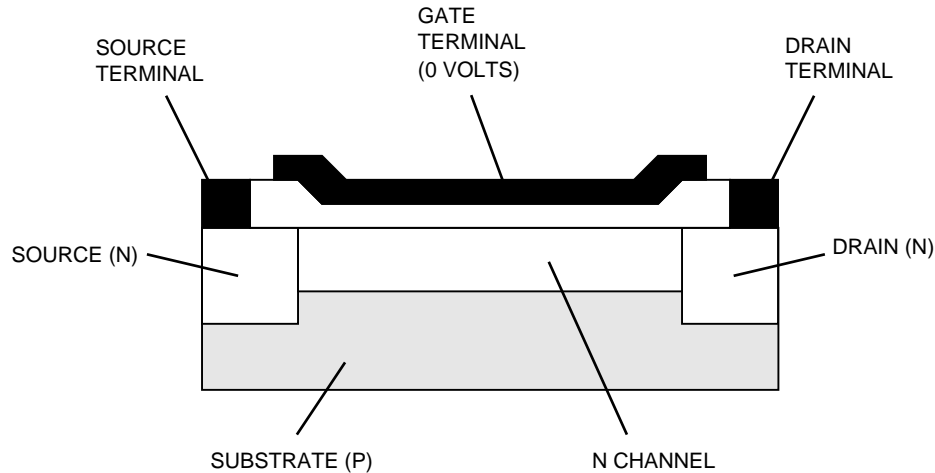 GATE
TERMINAL
(0 VOLTS)
SOURCE
TERMINAL
DRAIN
TERMINAL
SOURCE (N)
DRAIN (N)
SUBSTRATE (P)
N CHANNEL